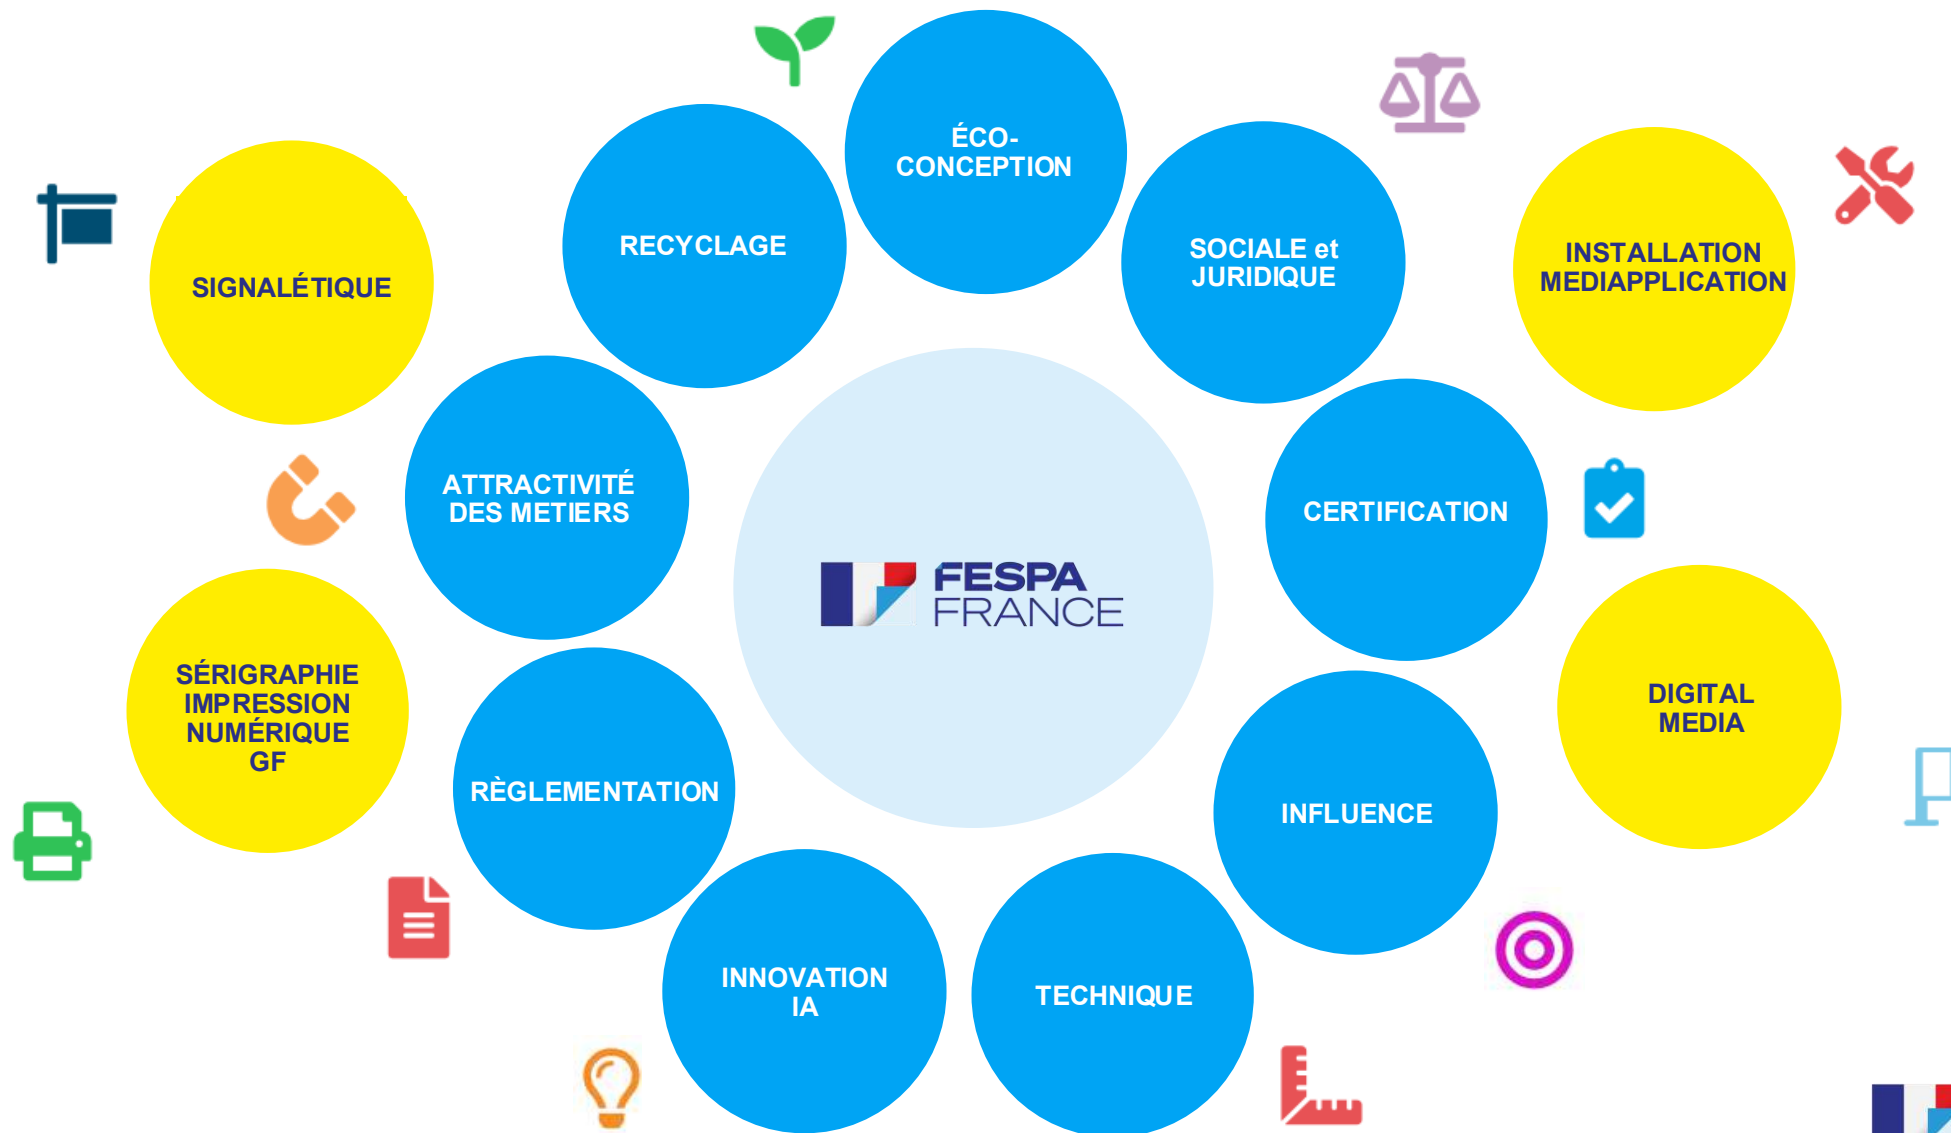 ÉCO-
CONCEPTION
RECYCLAGE
SOCIALE et
JURIDIQUE
SIGNALÉTIQUE
INSTALLATION
MEDIAPPLICATION
ATTRACTIVITÉ
DES METIERS
CERTIFICATION
FESPA
FRANCE
SÉRIGRAPHIE
IMPRESSION
NUMÉRIQUE
GF
DIGITAL
MEDIA
RÈGLEMENTATION
INFLUENCE
INNOVATION
IA
TECHNIQUE